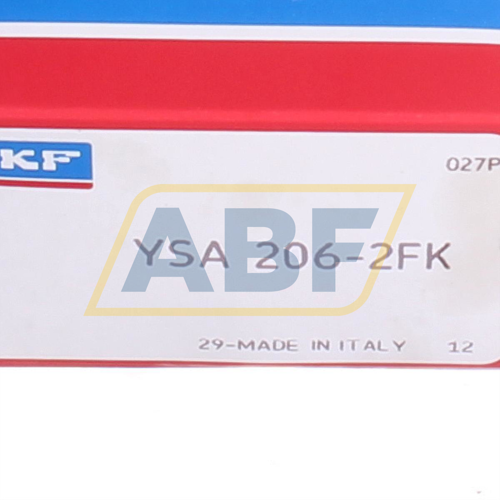 SKF
027P
ABF
YSA 206-2FK
29-MADE IN ITALY 12